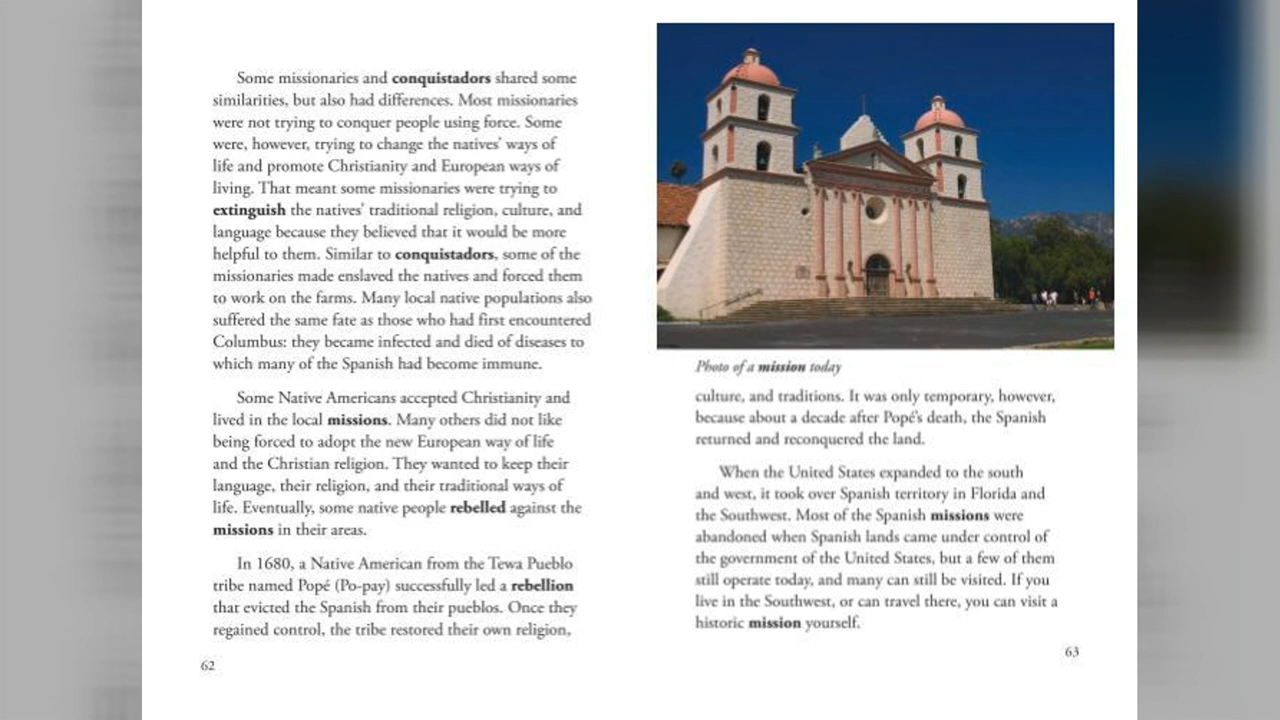 Some missionaries and conquistadors shared some
similarities, but also had differences. Most missionaries
were not trying to conquer people using force. Some
were, however, trying to change the natives' ways of
life and promote Christianity and European ways of
living. That meant some missionaries were trying to
extinguish the natives' traditional religion, culture, and
language because they believed that it would be more
helpful to them. Similar to conquistadors, some of the
missionaries made enslaved the natives and forced them
to work on the farms. Many local native populations also
suffered the same fate as those who had first encountered
Columbus: they became infected and died of diseases to
which many of the Spanish had become immune.
Some Native Americans accepted Christianity and
lived in the local missions. Many others did not like
being forced to adopt the new European way of life
and the Christian religion. They wanted to keep their
language, their religion, and their traditional ways of
life. Eventually, some native people rebelled against the
missions in their areas.
In 1680, a Native American from the Tewa Pueblo
tribe named Popé (Po-pay) successfully led a rebellion
that evicted the Spanish from their pueblos. Once they
regained control, the tribe restored their own religion,
62
Photo of a mission today
culture, and traditions. It was only temporary, however,
because about a decade after Popé's death, the Spanish
returned and reconquered the land.
When the United States expanded to the south
and west, it took over Spanish territory in Florida and
the Southwest. Most of the Spanish missions were
abandoned when Spanish lands came under control of
the government of the United States, but a few of them
still operate today, and many can still be visited. If you
live in the Southwest, or can travel there, you can visit a
historic mission yourself.
63